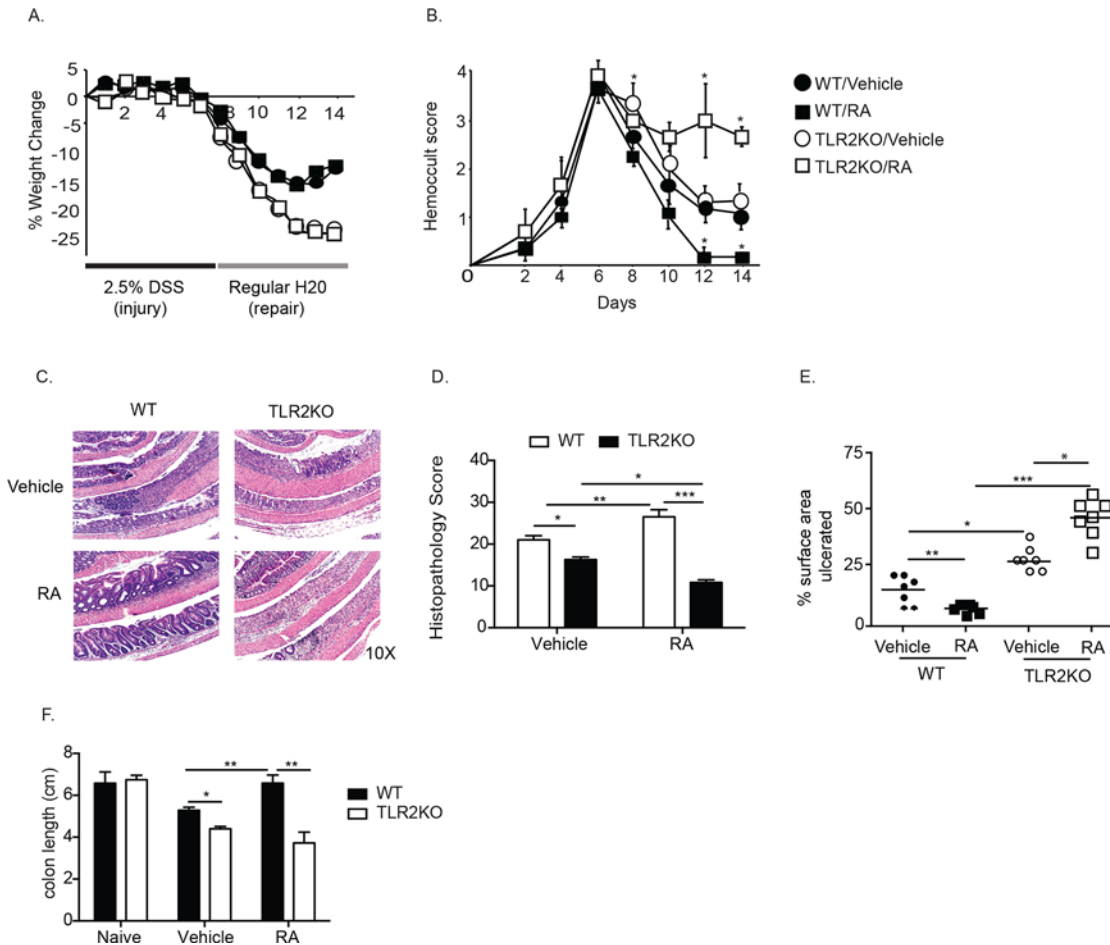 A.
5
0
-5
-10
-15
-20
-25
% Weight Change
2 4 6 8 10 12 14
2.5% DSS
(injury)
Regular H20
(repair)
B.
4
3
2
1
0
Hemoccult score
* * *
* *
2 4 6 8 10 12 14
Days
WT/Vehicle
WT/RA
TLR2KO/Vehicle
TLR2KO/RA
C.
WT TLR2KO
Vehicle
RA
10X
D.
WT TLR2KO
40
30
20
10
0
Histopathology Score
*
** ***
*
Vehicle RA
E.
75
50
25
0
% surface area
ulcerated
*
***
*
**
Vehicle RA Vehicle RA
WT TLR2KO
F.
8
6
4
2
0
colon length (cm)
** **
*
WT
TLR2KO
Naive Vehicle RA